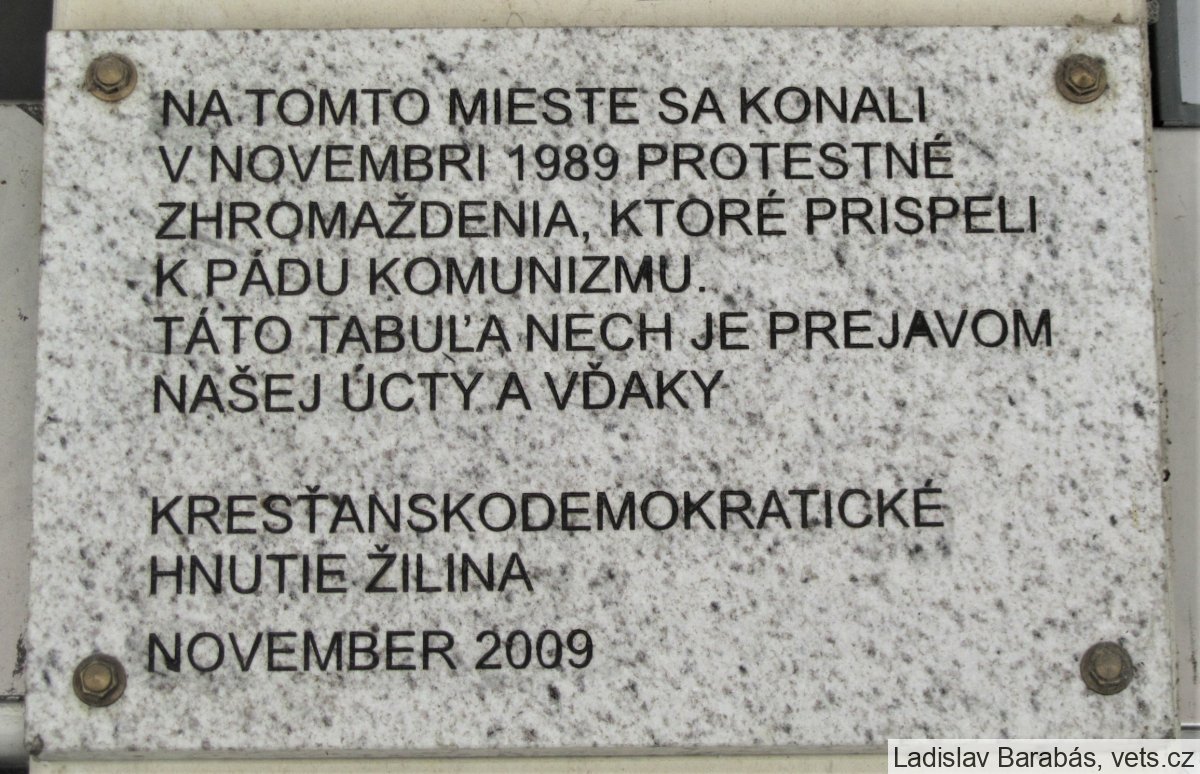 NA TOMTO MIESTE SA KONALI
V NOVEMBRI 1989 PROTESTNÉ
ZHROMAŽDENIA, KTORÉ PRISPELI
K PÁDU KOMUNIZMU.
TÁTO TABUĽA NECH JE PREJAVOM
NAŠEJ ÚCTY A VĎAKY
KRESŤANSKODEMOKRATICKÉ
HNUTIE ŽILINA
NOVEMBER 2009
Ladislav Barabás, vets.cz